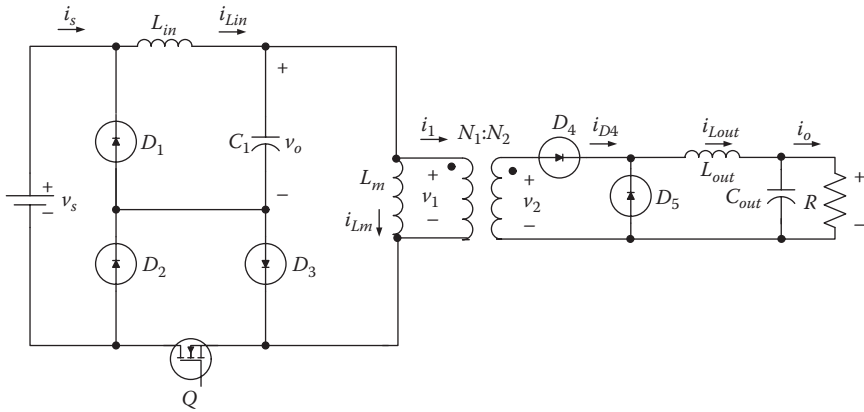 i_s
L_in
i_Lin
+
D_1
C_1
v_o
−
+
v_s
−
D_2
D_3
Q
i_1
N_1:N_2
D_4
i_D4
i_Lout
i_o
L_m
+
v_1
−
i_Lm
+
v_2
−
D_5
L_out
C_out
R
+
−